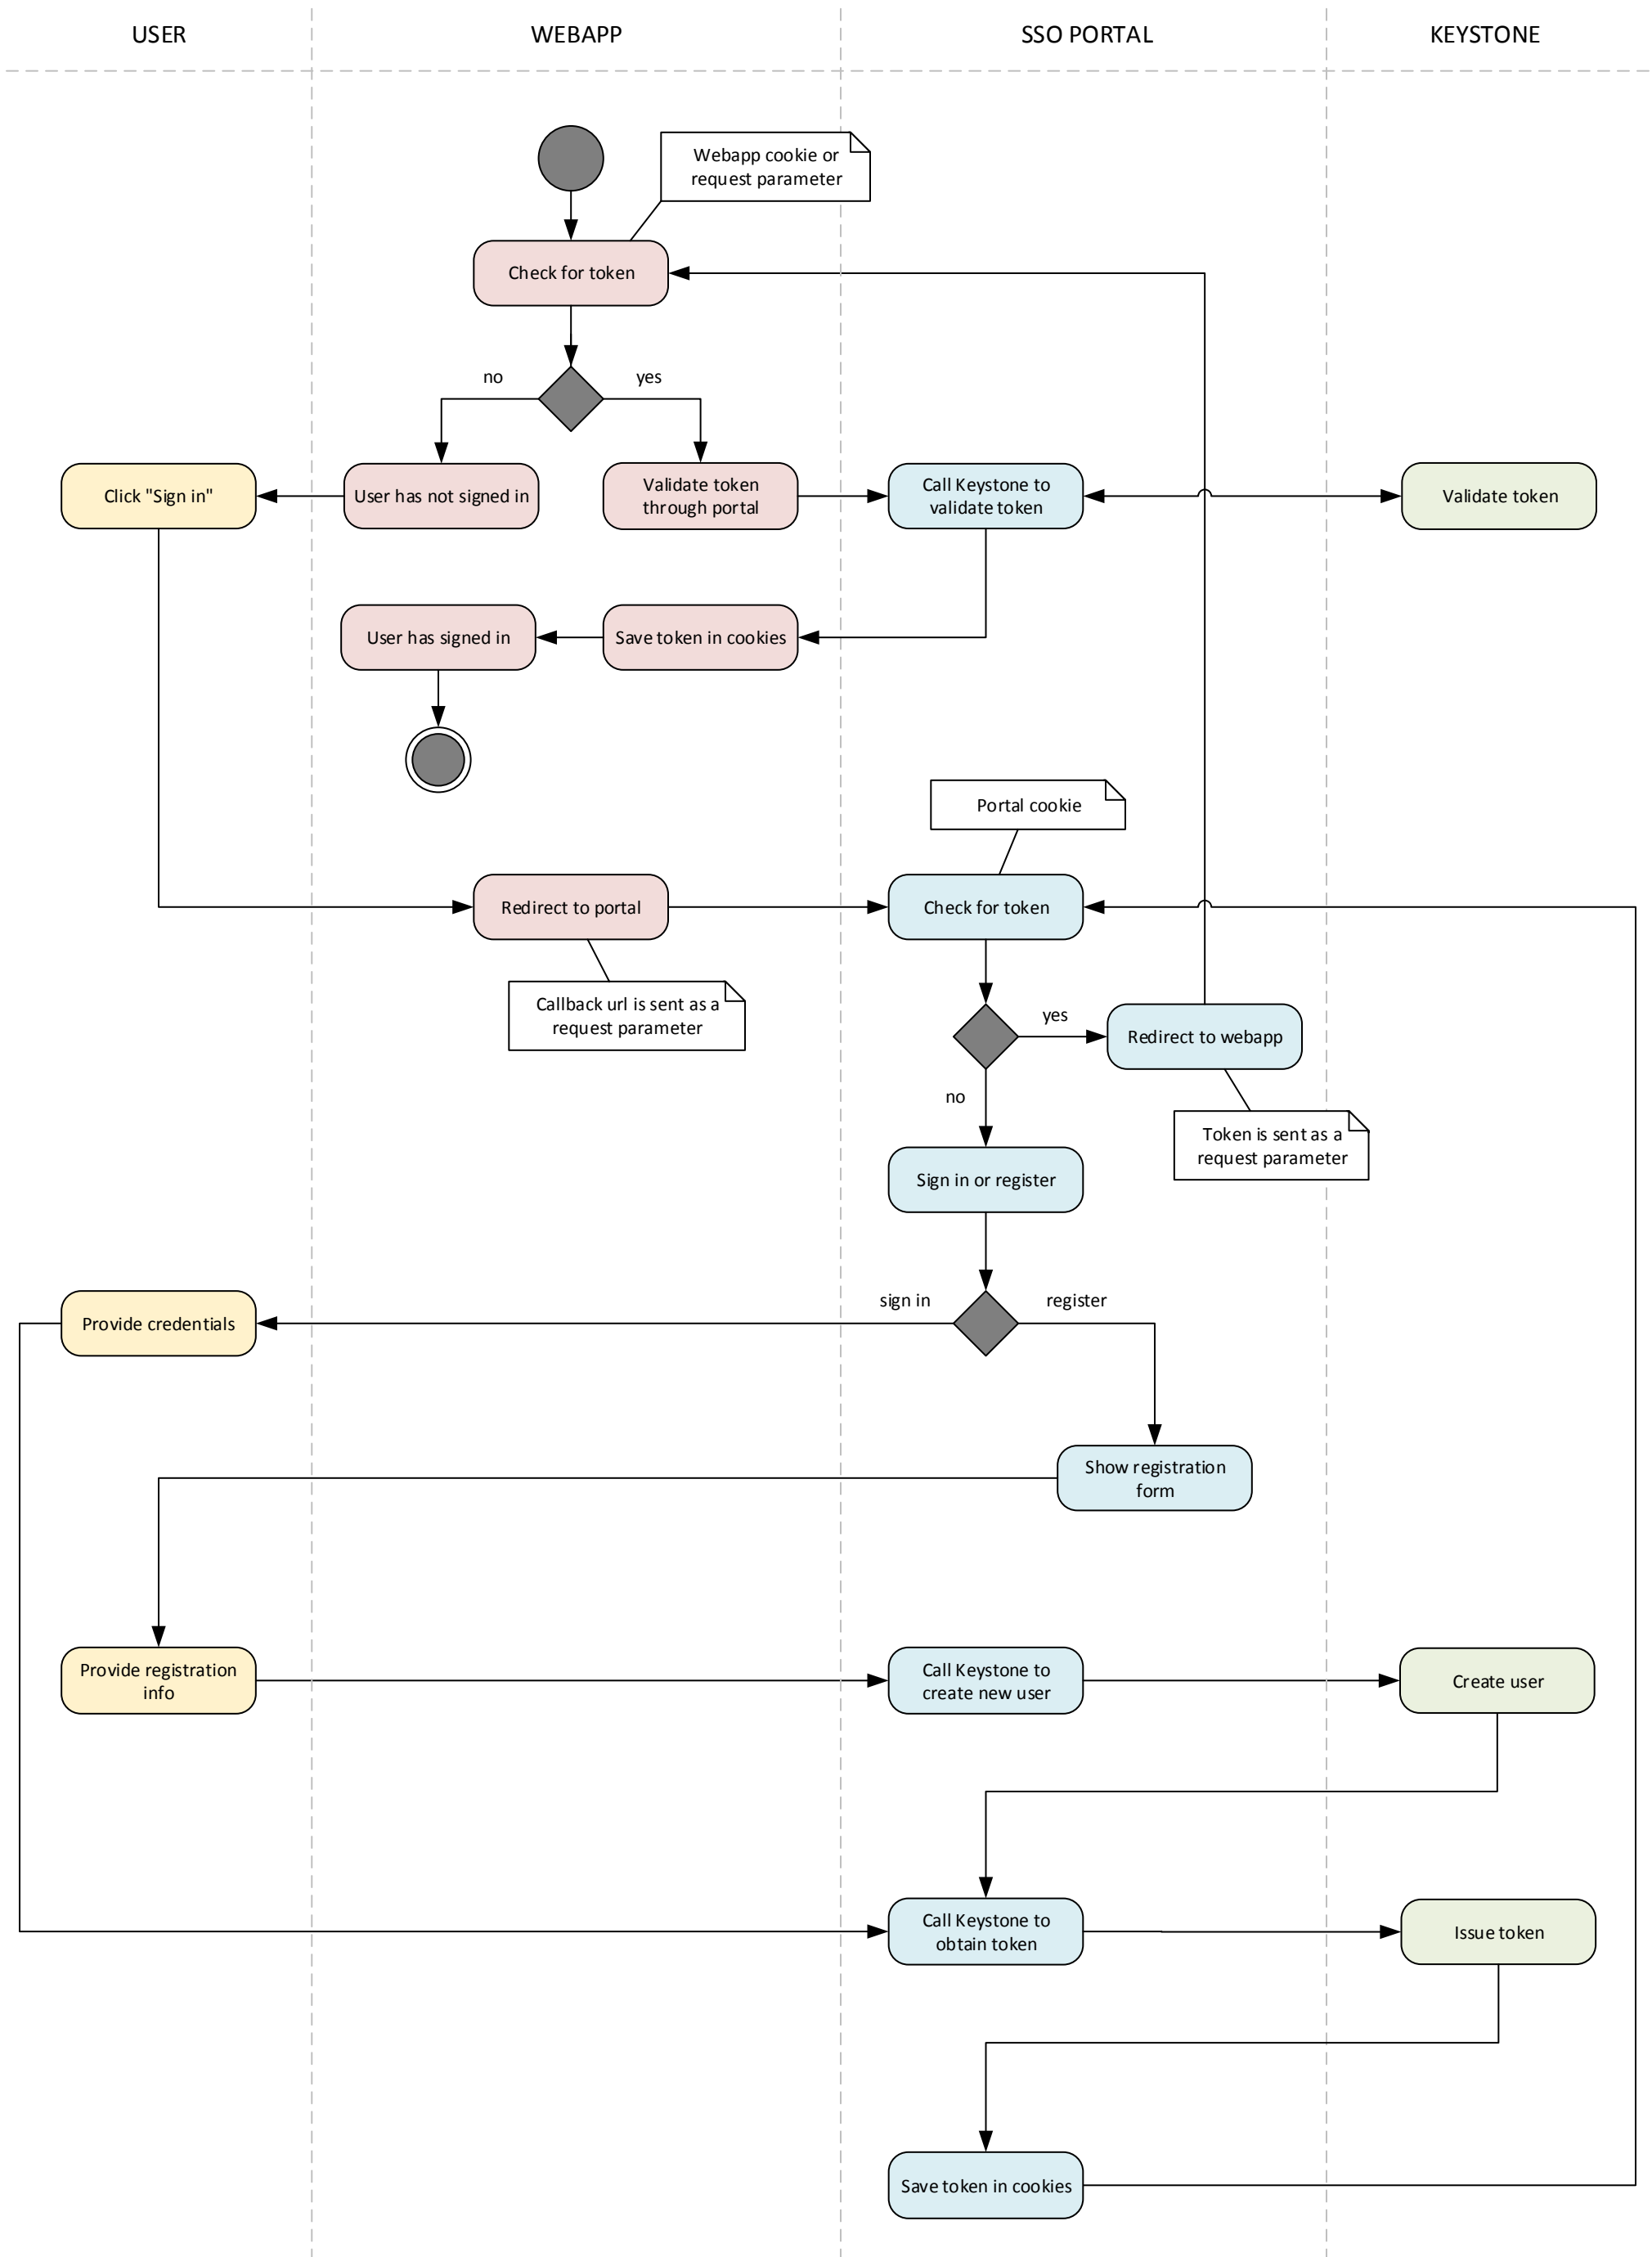 USER
WEBAPP
SSO PORTAL
KEYSTONE
Webapp cookie or
request parameter
Check for token
no
yes
Click "Sign in"
User has not signed in
Validate token
through portal
Call Keystone to
validate token
Validate token
User has signed in
Save token in cookies
Portal cookie
Redirect to portal
Check for token
Callback url is sent as a
request parameter
yes
Redirect to webapp
no
Token is sent as a
request parameter
Sign in or register
sign in
register
Provide credentials
Show registration
form
Provide registration
info
Call Keystone to
create new user
Create user
Call Keystone to
obtain token
Issue token
Save token in cookies